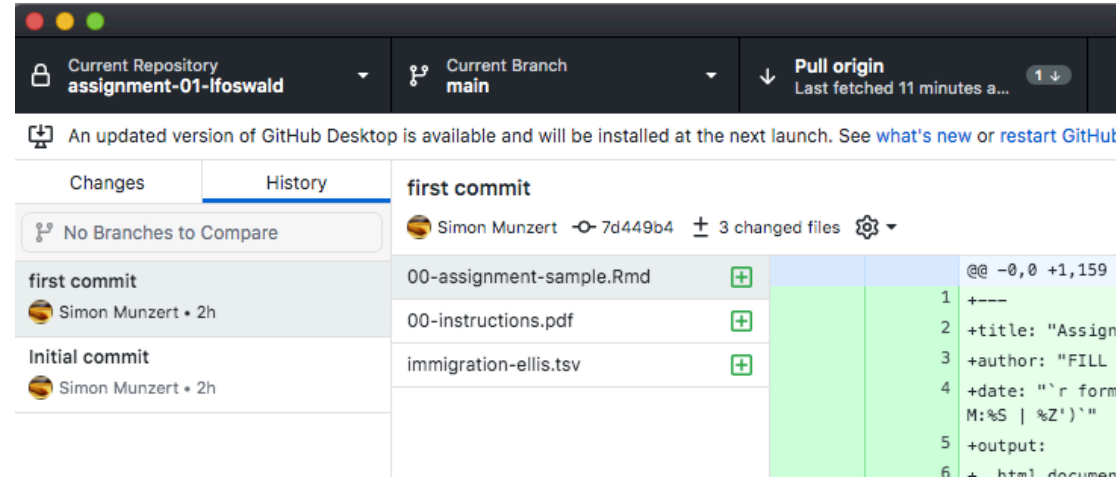 Current Repository
assignment-01-lfoswald
Current Branch
main
Pull origin
Last fetched 11 minutes a...
1
An updated version of GitHub Desktop is available and will be installed at the next launch. See what's new or restart GitHub
Changes
History
No Branches to Compare
first commit
Simon Munzert • 2h
Initial commit
Simon Munzert • 2h
first commit
Simon Munzert 7d449b4 3 changed files
00-assignment-sample.Rmd
00-instructions.pdf
immigration-ellis.tsv
@@ -0,0 +1,159
1 +---
2 +title: "Assign
3 +author: "FILL
4 +date: "`r form
M:%S | %Z')`"
5 +output:
6 + html_documen